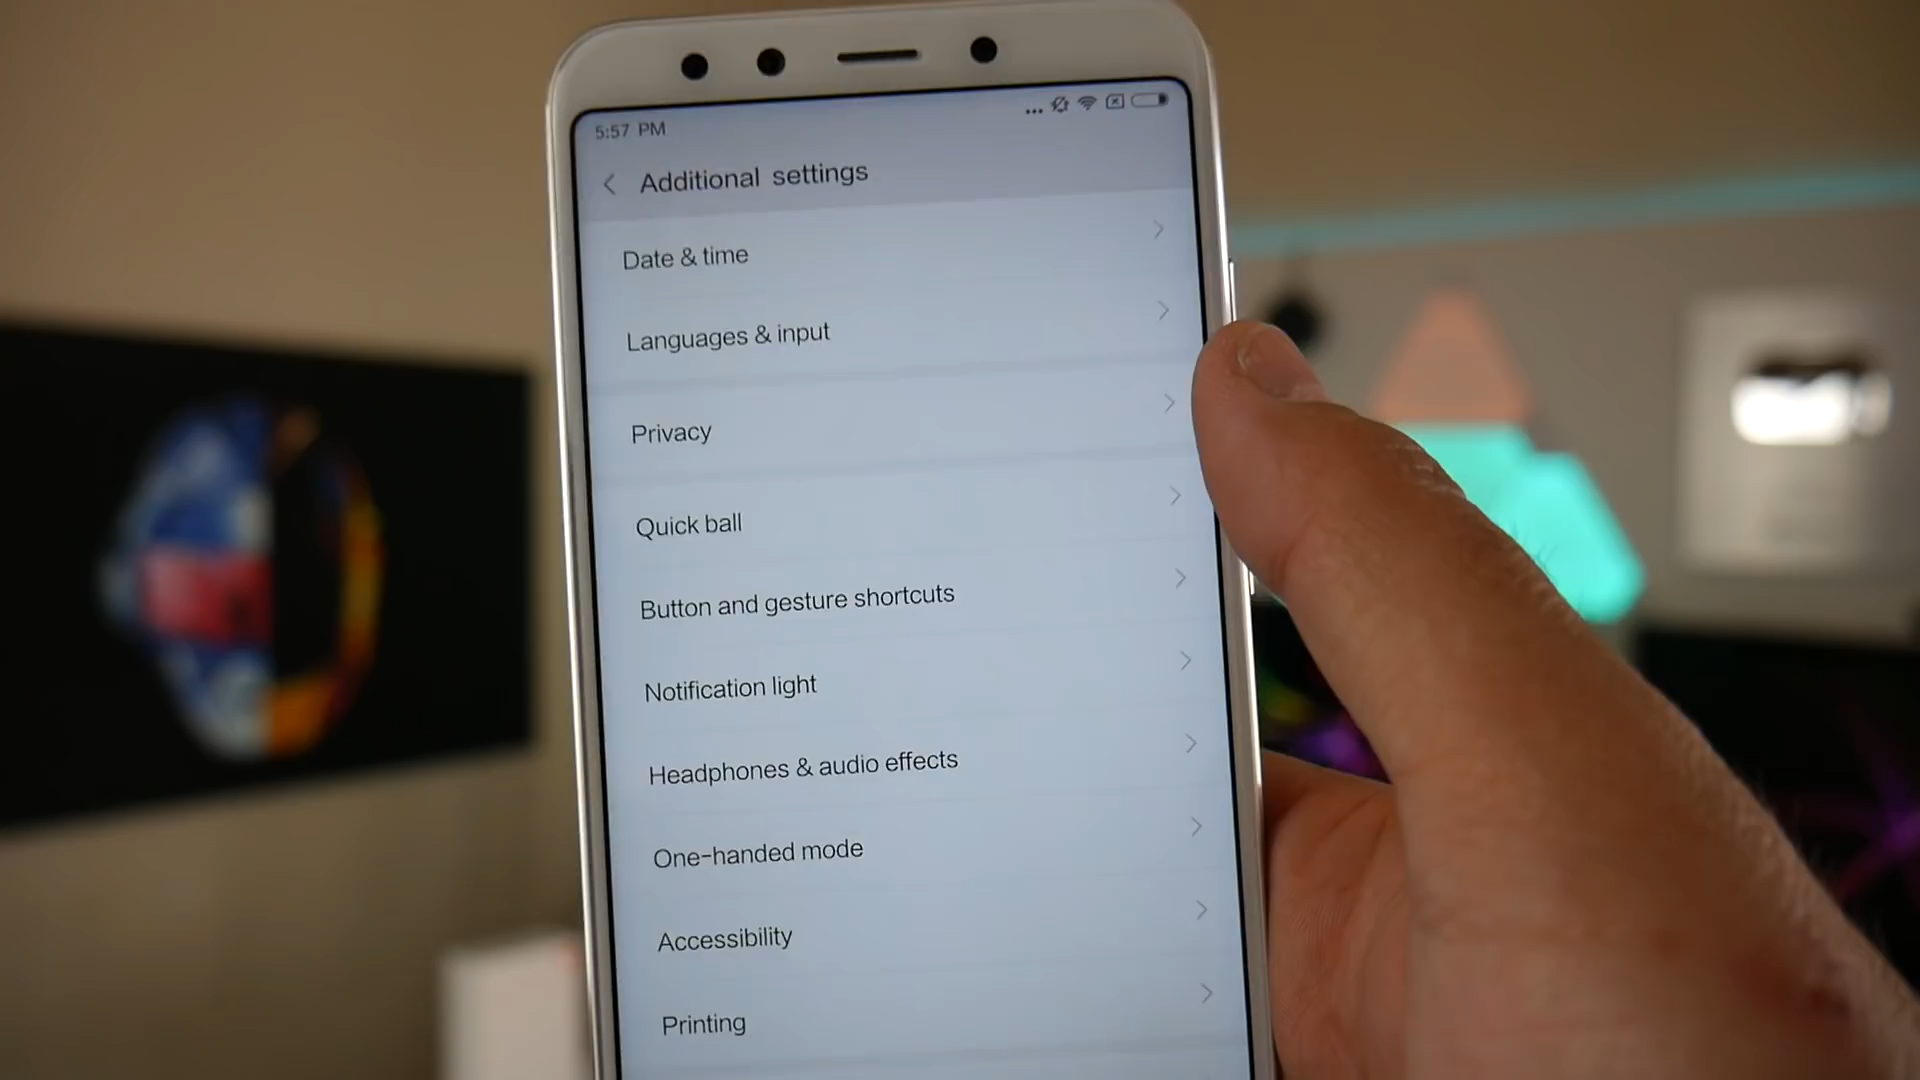 5:57 PM
Additional settings
Date & time
Languages & input
Privacy
Quick ball
Button and gesture shortcuts
Notification light
Headphones & audio effects
One-handed mode
Accessibility
Printing